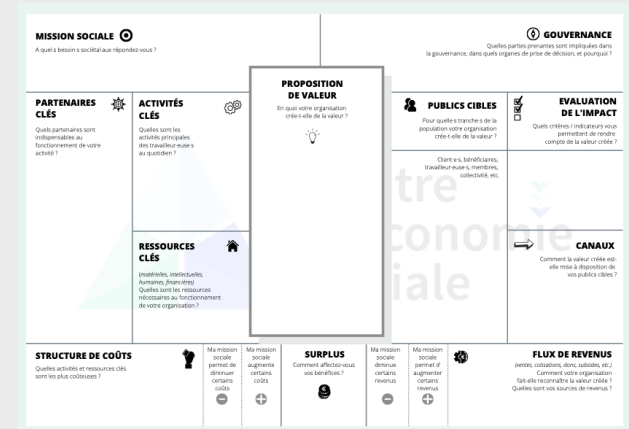 MISSION SOCIALE
A quel·s besoin·s sociétal·aux répondez-vous ?
GOUVERNANCE
Quelles parties prenantes sont impliquées dans
la gouvernance, dans quels organes de prise de décision, et pourquoi ?
PARTENAIRES
CLÉS
Quels partenaires sont
indispensables au
fonctionnement de votre
activité ?
ACTIVITÉS
CLÉS
Quelles sont les
activités principales
des travailleur·euse·s
au quotidien ?
RESSOURCES
CLÉS
(matérielles, intellectuelles,
humaines, financières)
Quelles sont les ressources
nécessaires au fonctionnement
de votre organisation ?
PROPOSITION
DE VALEUR
En quoi votre organisation
crée-t-elle de la valeur ?
PUBLICS CIBLES
Pour quelle·s tranche·s de la
population votre organisation
crée-t-elle de la valeur ?
Client·e·s, bénéficiaires,
travailleur·euse·s, membres,
collectivité, etc.
EVALUATION
DE L'IMPACT
Quels critères / indicateurs vous
permettent de rendre
compte de la valeur créée ?
CANAUX
Comment la valeur créée est-
elle mise à disposition de
vos publics cibles ?
tre
conomie
iale
STRUCTURE DE COÛTS
Quelles activités et ressources clés
sont les plus coûteuses ?
Ma mission
sociale
permet de
diminuer
certains
coûts
Ma mission
sociale
augmente
certains
coûts
SURPLUS
Comment affectez-vous
vos bénéfices ?
Ma mission
sociale
diminue
certains
revenus
Ma mission
sociale
permet d'
augmenter
certains
revenus
FLUX DE REVENUS
(ventes, cotisations, dons, subsides, etc.)
Comment votre organisation
fait-elle reconnaître la valeur créée ?
Quelles sont vos sources de revenus ?